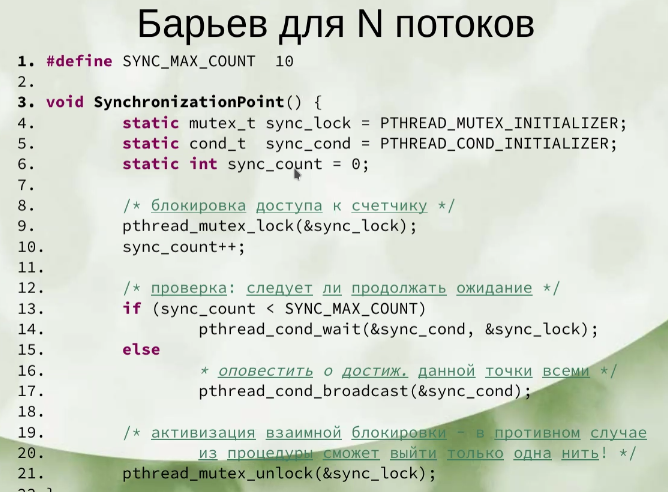 Барьев для N потоков
1. #define SYNC_MAX_COUNT 10
2.
3. void SynchronizationPoint() {
4. static mutex_t sync_lock = PTHREAD_MUTEX_INITIALIZER;
5. static cond_t sync_cond = PTHREAD_COND_INITIALIZER;
6. static int sync_count = 0;
7.
8. /* блокировка доступа к счетчику */
9. pthread_mutex_lock(&sync_lock);
10. sync_count++;
11.
12. /* проверка: следует ли продолжать ожидание */
13. if (sync_count < SYNC_MAX_COUNT)
14. pthread_cond_wait(&sync_cond, &sync_lock);
15. else
16. * оповестить о достиж. данной точки всеми */
17. pthread_cond_broadcast(&sync_cond);
18.
19. /* активизация взаимной блокировки - в противном случае
20. из процедуры сможет выйти только одна нить! */
21. pthread_mutex_unlock(&sync_lock);